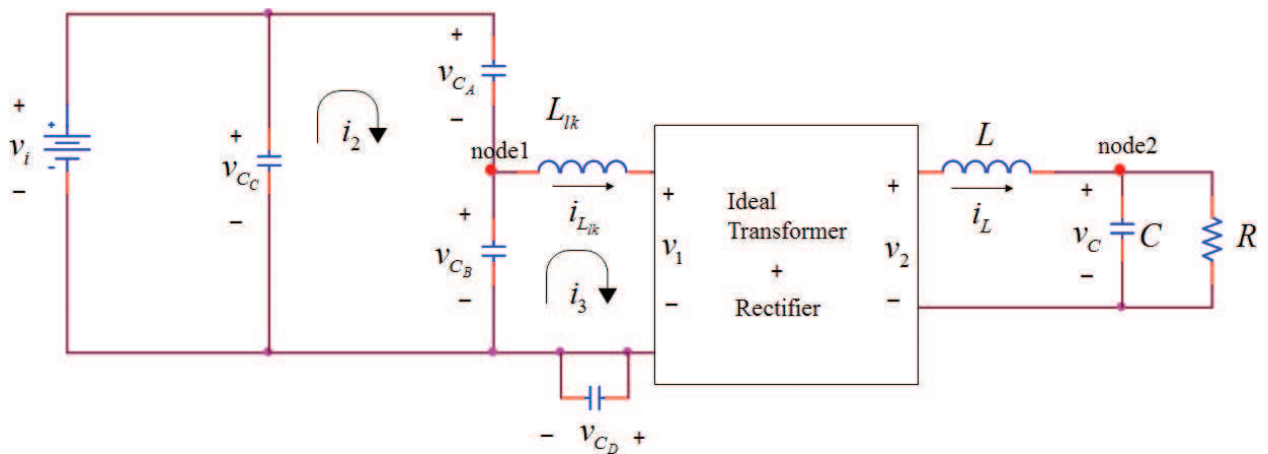 +
v_i
−
+
-
+
v_{C_C}
−
i_2
+
v_{C_A}
−
node1
+
v_{C_B}
−
L_{lk}
i_{L_{lk}}
i_3
−
v_{C_D}
+
+
v_1
−
Ideal
Transformer
+
Rectifier
+
v_2
−
L
i_L
node2
+
v_C
−
C
R